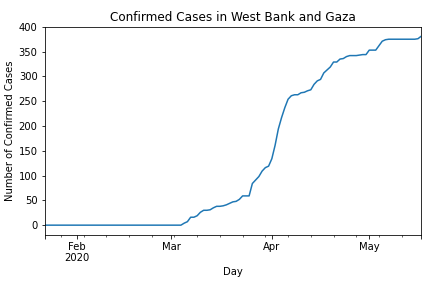 Confirmed Cases in West Bank and Gaza
400
350
300
250
200
150
100
50
0
Number of Confirmed Cases
Feb Mar Apr May
2020
Day